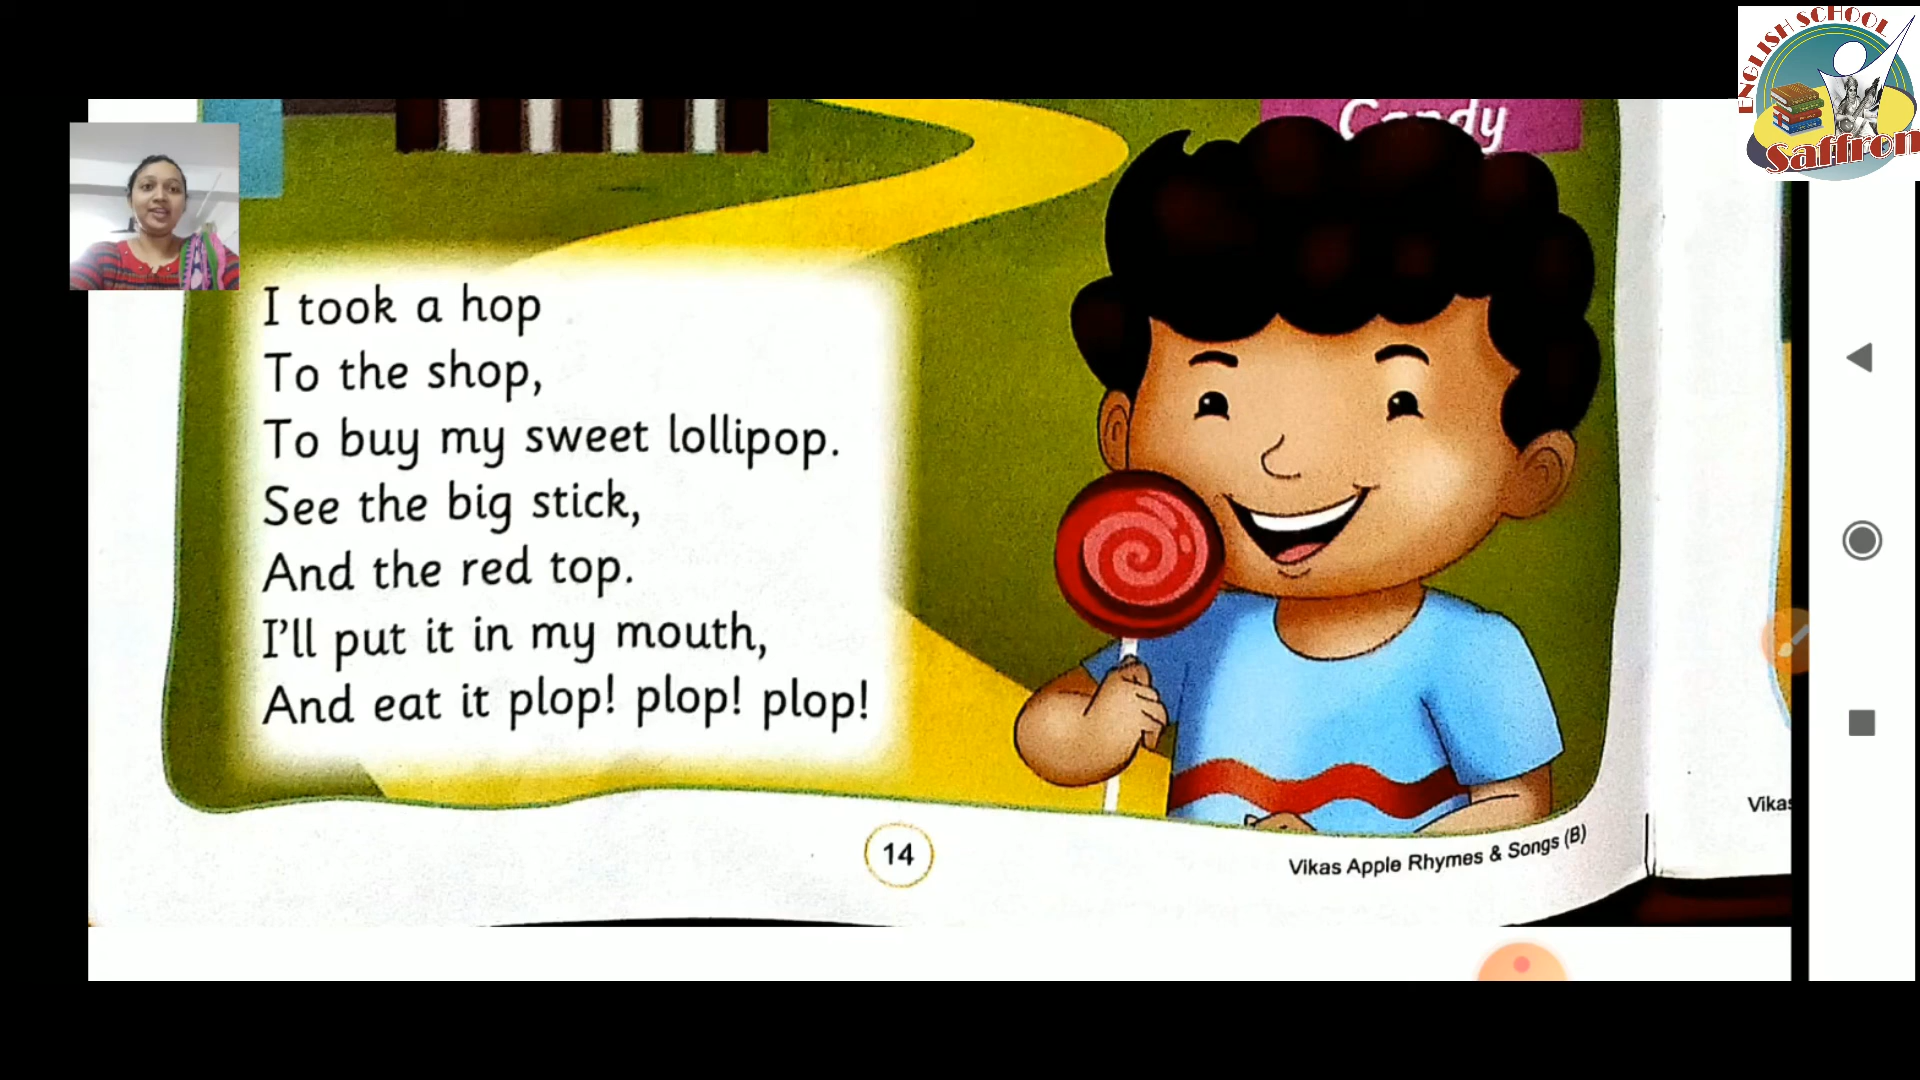 ENGLISH SCHOOL
Saffron
Candy
I took a hop
To the shop,
To buy my sweet lollipop.
See the big stick,
And the red top.
I'll put it in my mouth,
And eat it plop! plop! plop!
14
Vikas Apple Rhymes & Songs (B)
Vikas